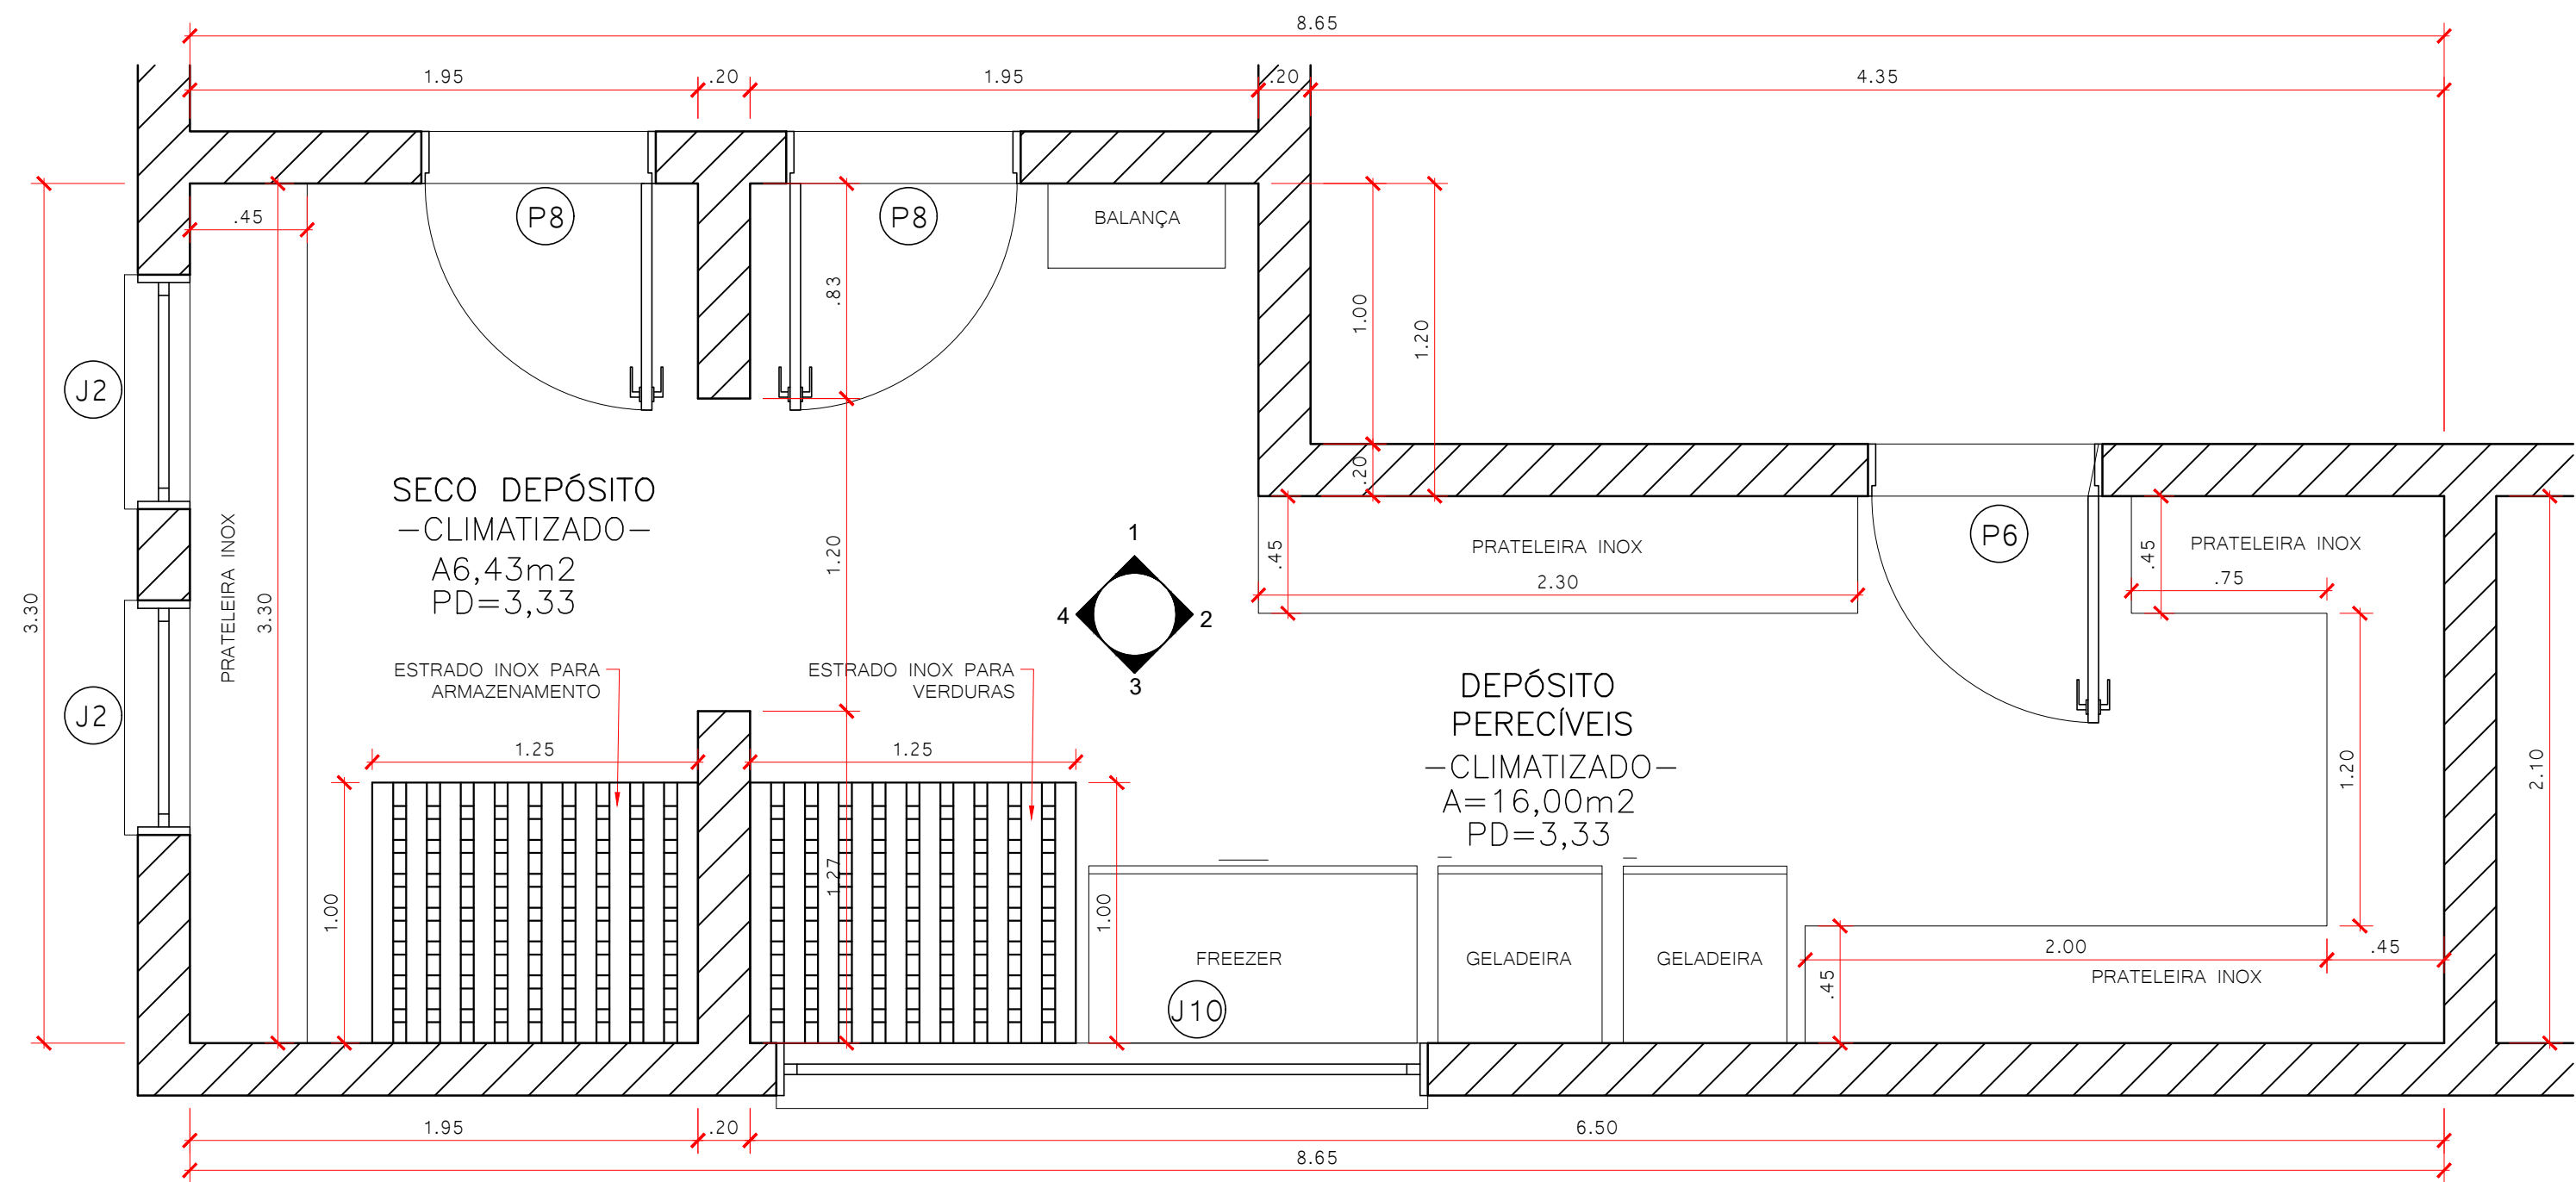 8.65
1.95
.20
1.95
.20
4.35
.45
P8
P8
BALANÇA
.83
1.00
1.20
J2
.20
SECO DEPÓSITO
-CLIMATIZADO-
A6,43m2
PD=3,33
PRATELEIRA INOX
3.30
3.30
1.20
1
2
3
4
.45
PRATELEIRA INOX
2.30
P6
.45
PRATELEIRA INOX
.75
ESTRADO INOX PARA
ARMAZENAMENTO
ESTRADO INOX PARA
VERDURAS
J2
DEPÓSITO
PERECÍVEIS
-CLIMATIZADO-
A=16,00m2
PD=3,33
1.25
1.25
1.20
2.10
1.00
1.27
1.00
FREEZER
GELADEIRA
GELADEIRA
J10
.45
2.00
.45
PRATELEIRA INOX
1.95
.20
6.50
8.65